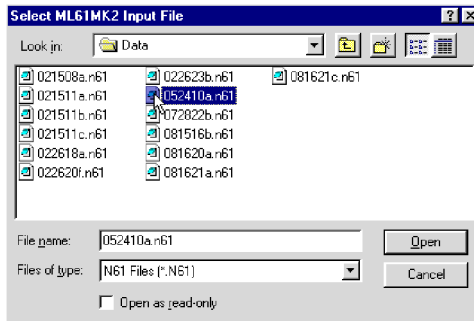 Select ML61MK2 Input File
Look in: Data
021508a.n61 022623b.n61 081621c.n61
021511a.n61 052410a.n61
021511b.n61 072822b.n61
021511c.n61 081516b.n61
022618a.n61 081620a.n61
022620f.n61 081621a.n61
File name: 052410a.n61 Open
Files of type: N61 Files (*.N61) Cancel
Open as read-only